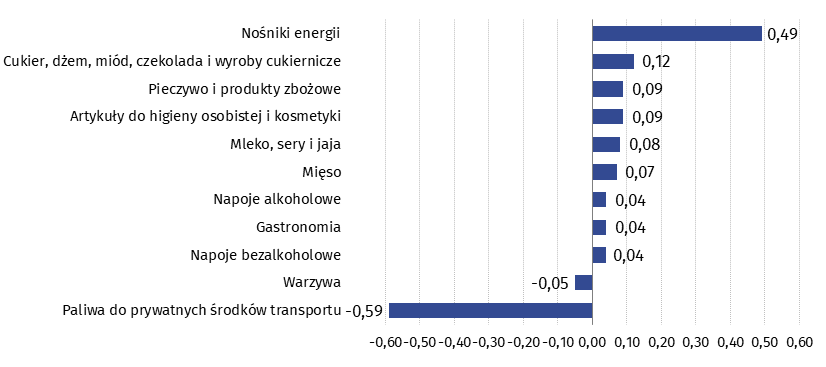 Nośniki energii 0,49
Cukier, dżem, miód, czekolada i wyroby cukiernicze 0,12
Pieczywo i produkty zbożowe 0,09
Artykuły do higieny osobistej i kosmetyki 0,09
Mleko, sery i jaja 0,08
Mięso 0,07
Napoje alkoholowe 0,04
Gastronomia 0,04
Napoje bezalkoholowe 0,04
Warzywa -0,05
Paliwa do prywatnych środków transportu -0,59
-0,60 -0,50 -0,40 -0,30 -0,20 -0,10 0,00 0,10 0,20 0,30 0,40 0,50 0,60